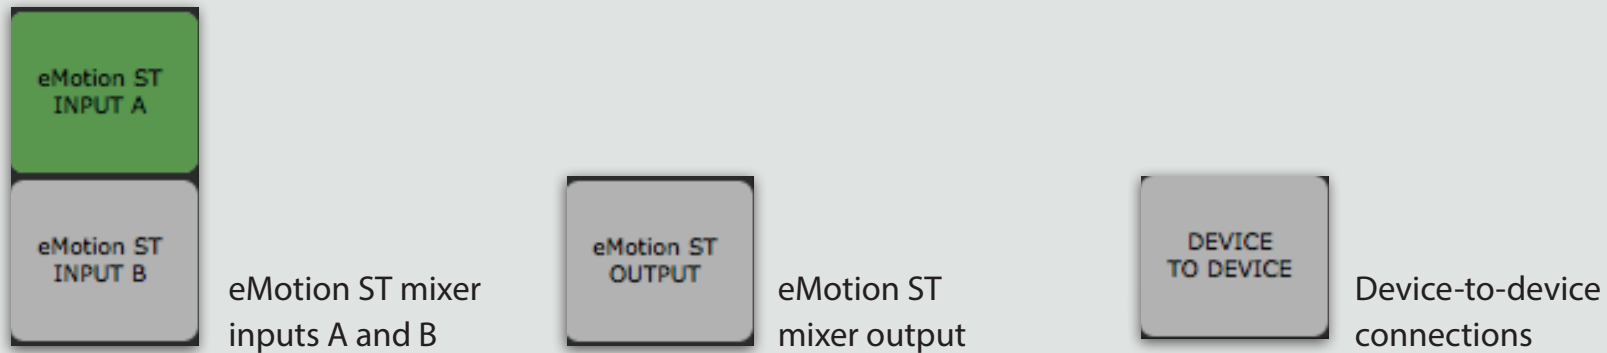 eMotion ST
INPUT A
eMotion ST
INPUT B
eMotion ST mixer
inputs A and B
eMotion ST
OUTPUT
eMotion ST
mixer output
DEVICE
TO DEVICE
Device-to-device
connections